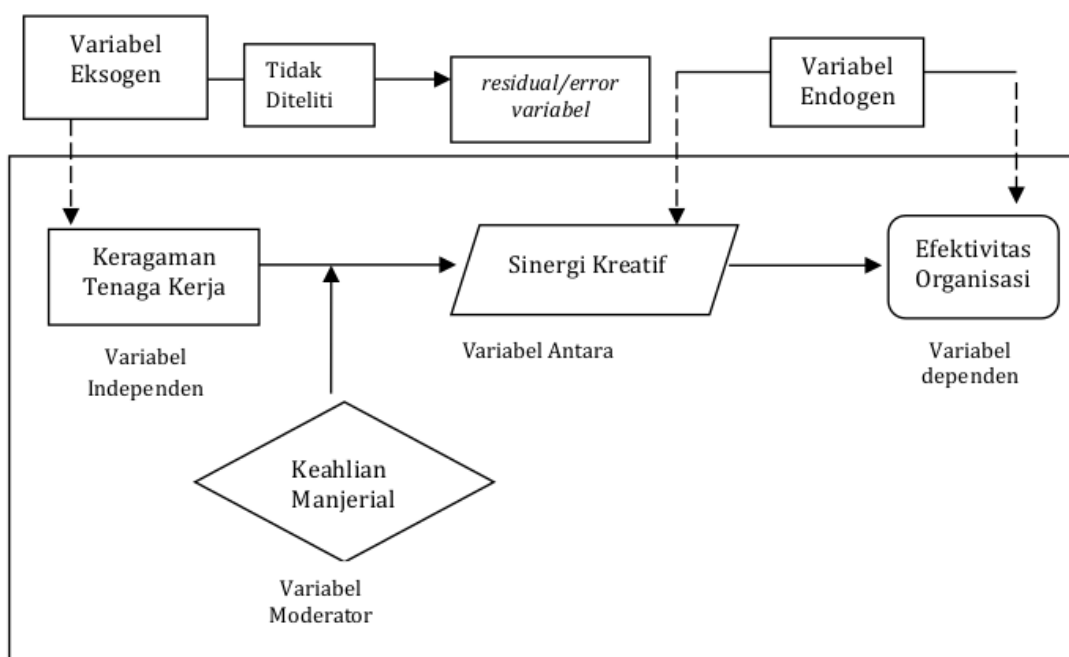 Variabel
Eksogen
Tidak
Diteliti
residual/error
variabel
Variabel
Endogen
Keragaman
Tenaga Kerja
Sinergi Kreatif
Efektivitas
Organisasi
Variabel
Independen
Variabel Antara
Variabel
dependen
Keahlian
Manjerial
Variabel
Moderator